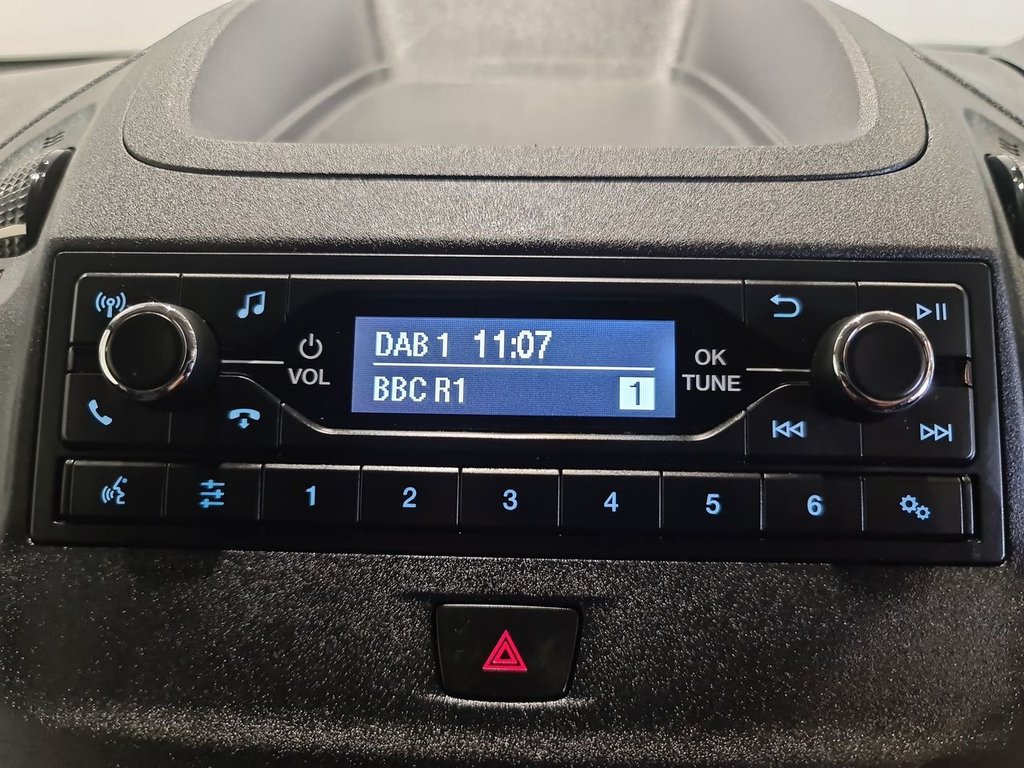 DAB 1 11:07
BBC R1 1
VOL
OK
TUNE
1 2 3 4 5 6